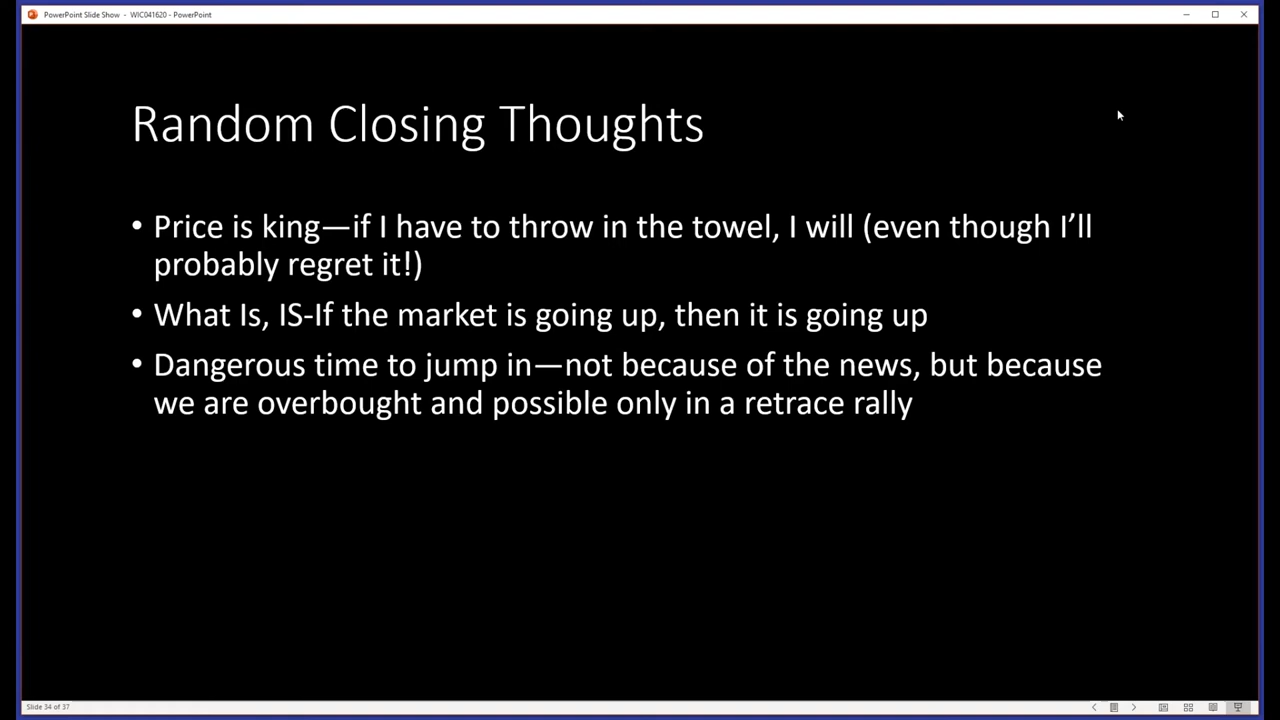 PowerPoint Slide Show - WIC041620 - PowerPoint
Random Closing Thoughts
• Price is king—if I have to throw in the towel, I will (even though I’ll
probably regret it!)
• What Is, IS-If the market is going up, then it is going up
• Dangerous time to jump in—not because of the news, but because
we are overbought and possible only in a retrace rally
Slide 34 of 37